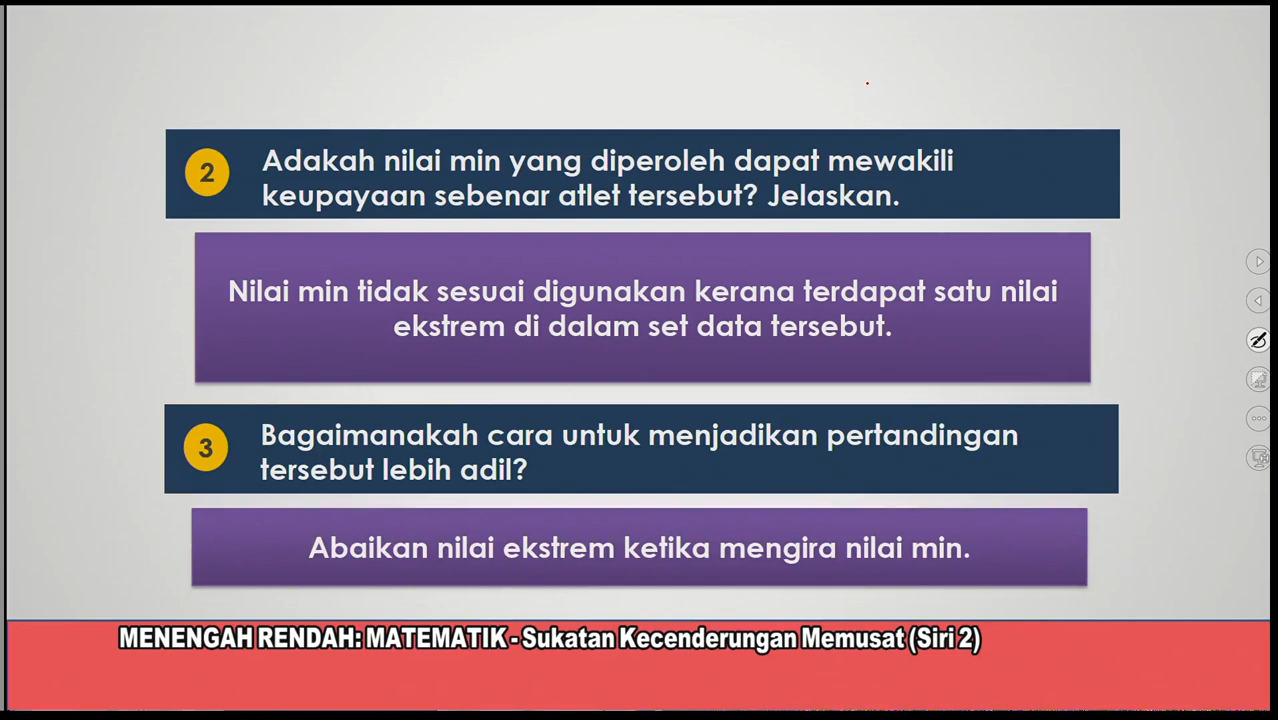 2
Adakah nilai min yang diperoleh dapat mewakili
keupayaan sebenar atlet tersebut? Jelaskan.
Nilai min tidak sesuai digunakan kerana terdapat satu nilai
ekstrem di dalam set data tersebut.
3
Bagaimanakah cara untuk menjadikan pertandingan
tersebut lebih adil?
Abaikan nilai ekstrem ketika mengira nilai min.
MENENGAH RENDAH: MATEMATIK - Sukatan Kecenderungan Memusat (Siri 2)